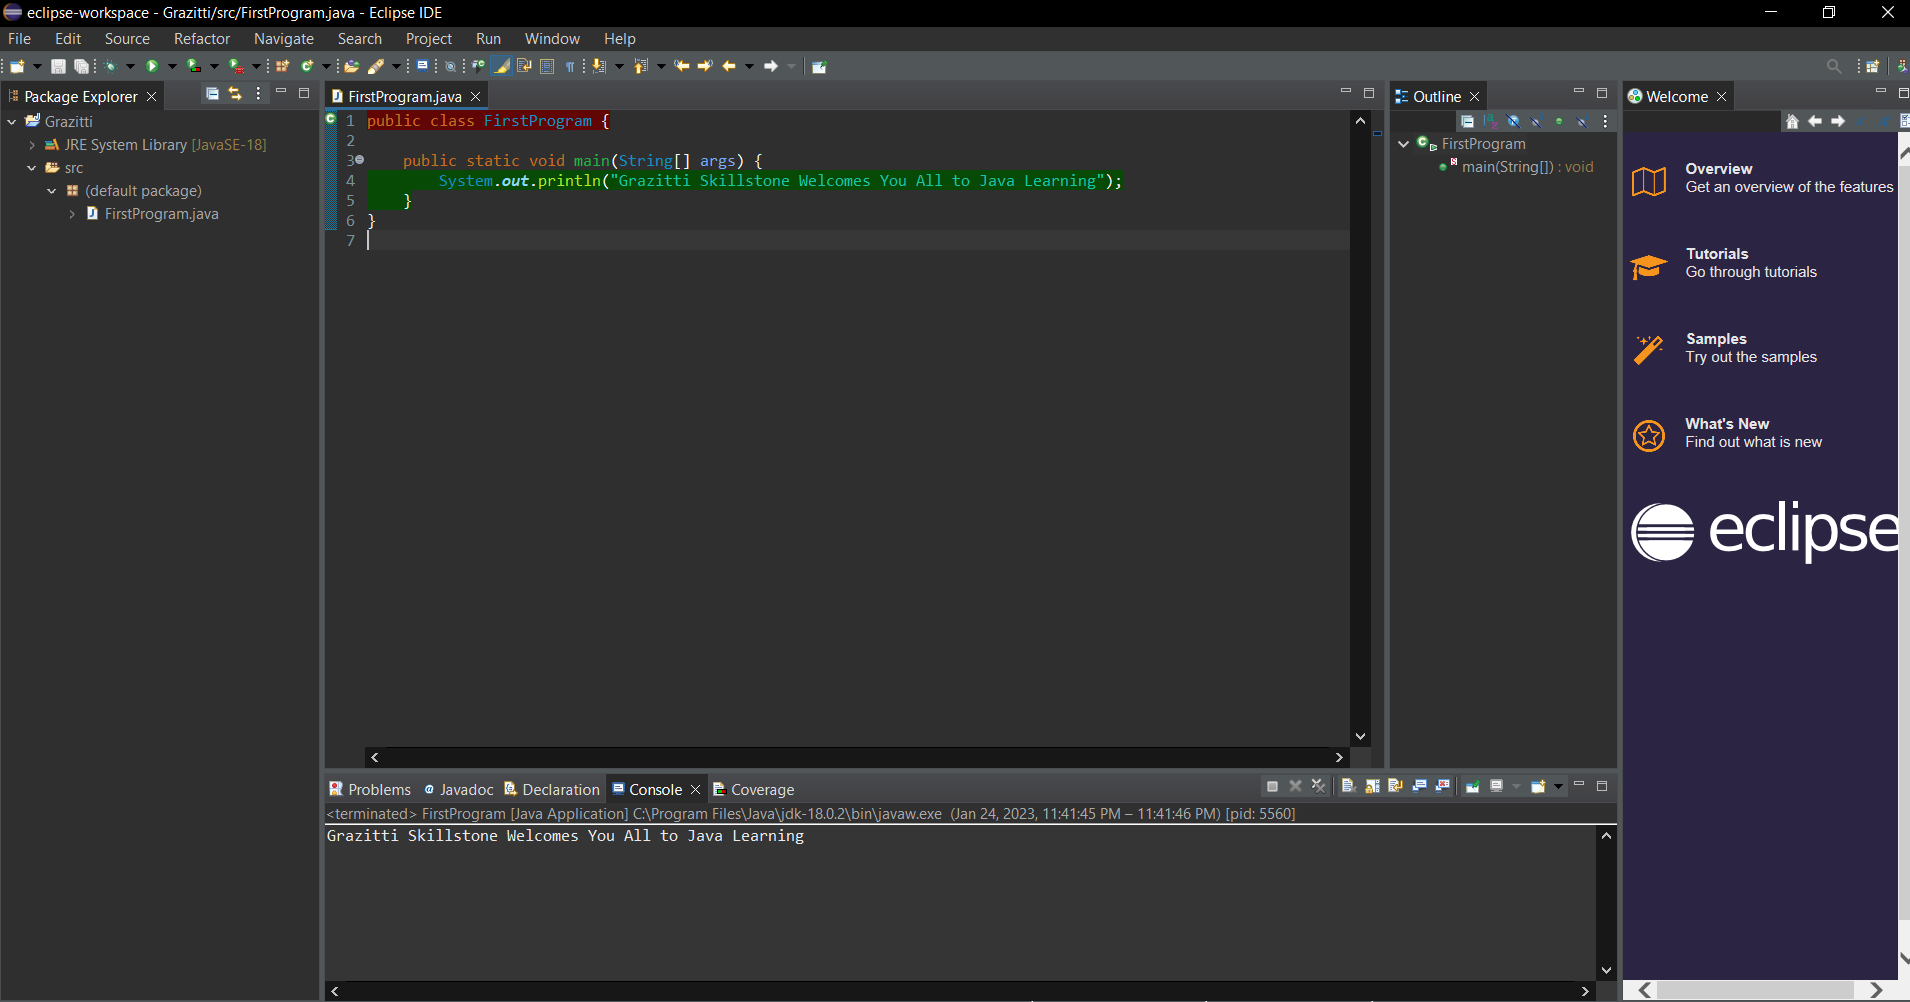 eclipse-workspace - Grazitti/src/FirstProgram.java - Eclipse IDE
File Edit Source Refactor Navigate Search Project Run Window Help
Package Explorer
Grazitti
JRE System Library [JavaSE-18]
src
(default package)
FirstProgram.java
FirstProgram.java
1 public class FirstProgram {
2
3 public static void main(String[] args) {
4 System.out.println("Grazitti Skillstone Welcomes You All to Java Learning");
5 }
6 }
7
Outline
FirstProgram
main(String[]) : void
Welcome
Overview
Get an overview of the features
Tutorials
Go through tutorials
Samples
Try out the samples
What's New
Find out what is new
eclipse
Problems Javadoc Declaration Console Coverage
<terminated> FirstProgram [Java Application] C:\Program Files\Java\jdk-18.0.2\bin\javaw.exe (Jan 24, 2023, 11:41:45 PM – 11:41:46 PM) [pid: 5560]
Grazitti Skillstone Welcomes You All to Java Learning